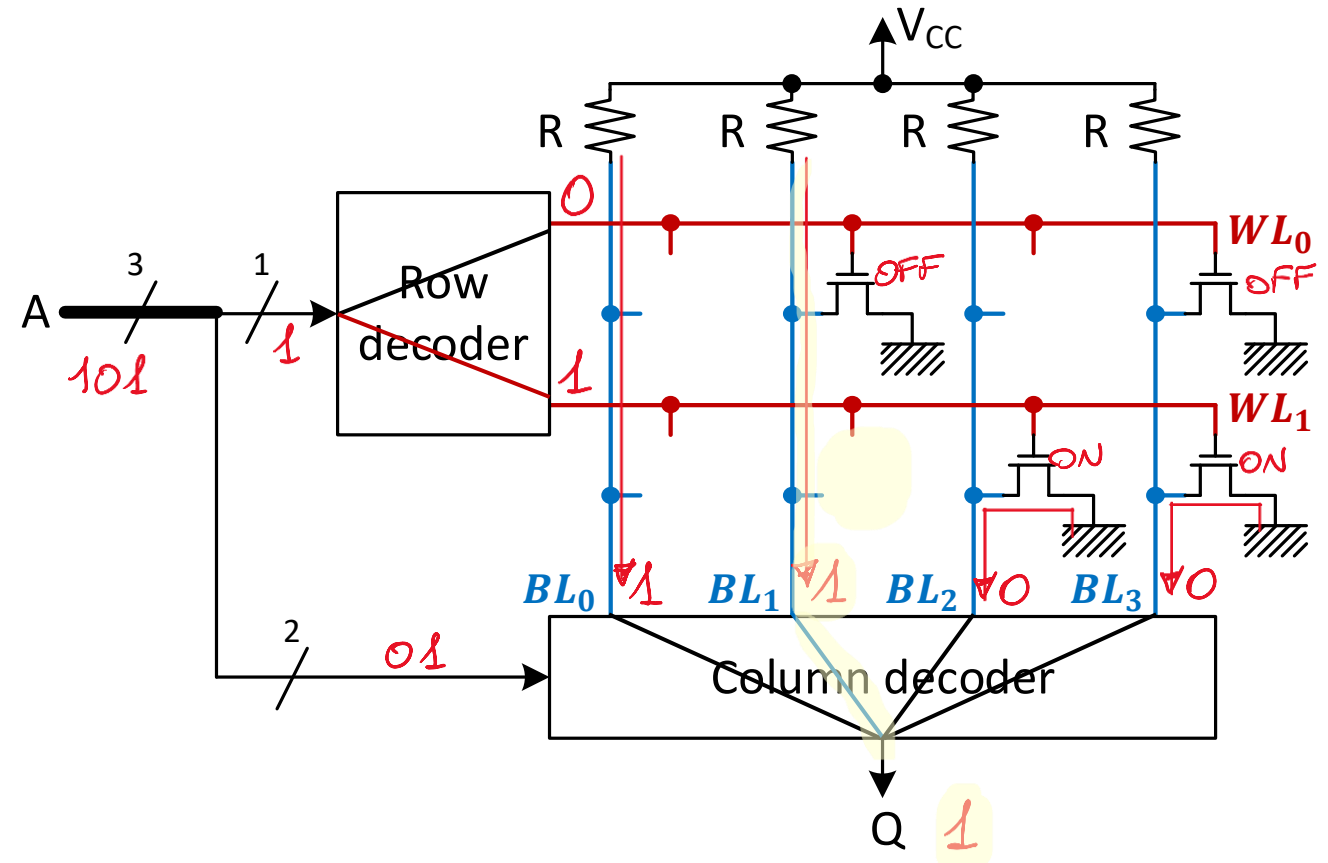 V_CC
R R R R
0 WL_0
3 1 Row OFF OFF
A decoder
101 1 1 WL_1
ON ON
BL_0 1 BL_1 1 BL_2 0 BL_3 0
2 01
Column decoder
Q 1